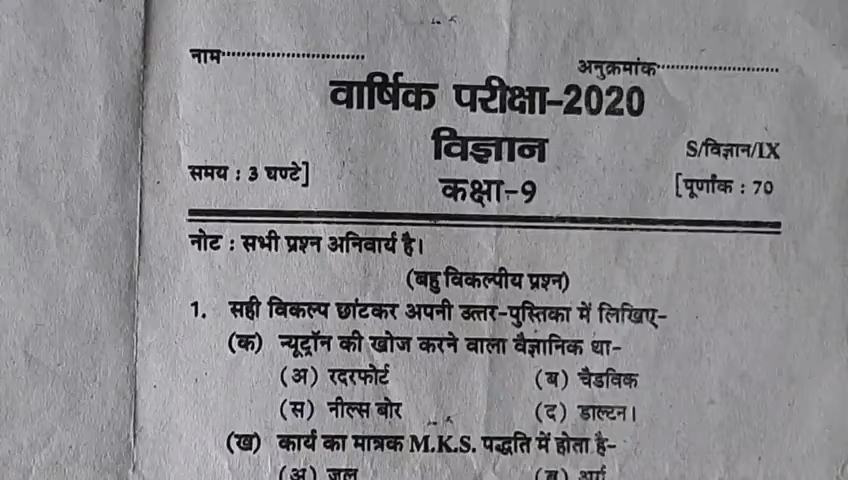 नाम
अनुक्रमांक
वार्षिक परीक्षा-2020
विज्ञान
S/विज्ञान/IX
समय : 3 घण्टे]
कक्षा-9
[पूर्णांक : 70
नोट : सभी प्रश्न अनिवार्य है।
(बहु विकल्पीय प्रश्न)
1. सही विकल्प छांटकर अपनी उत्तर-पुस्तिका में लिखिए-
(क) न्यूट्रॉन की खोज करने वाला वैज्ञानिक था-
(अ) रदरफोर्ट (ब) चैडविक
(स) नील्स बोर (द) डाल्टन।
(ख) कार्य का मात्रक M.K.S. पद्धति में होता है-
(अ) जूल (ब) अर्ग